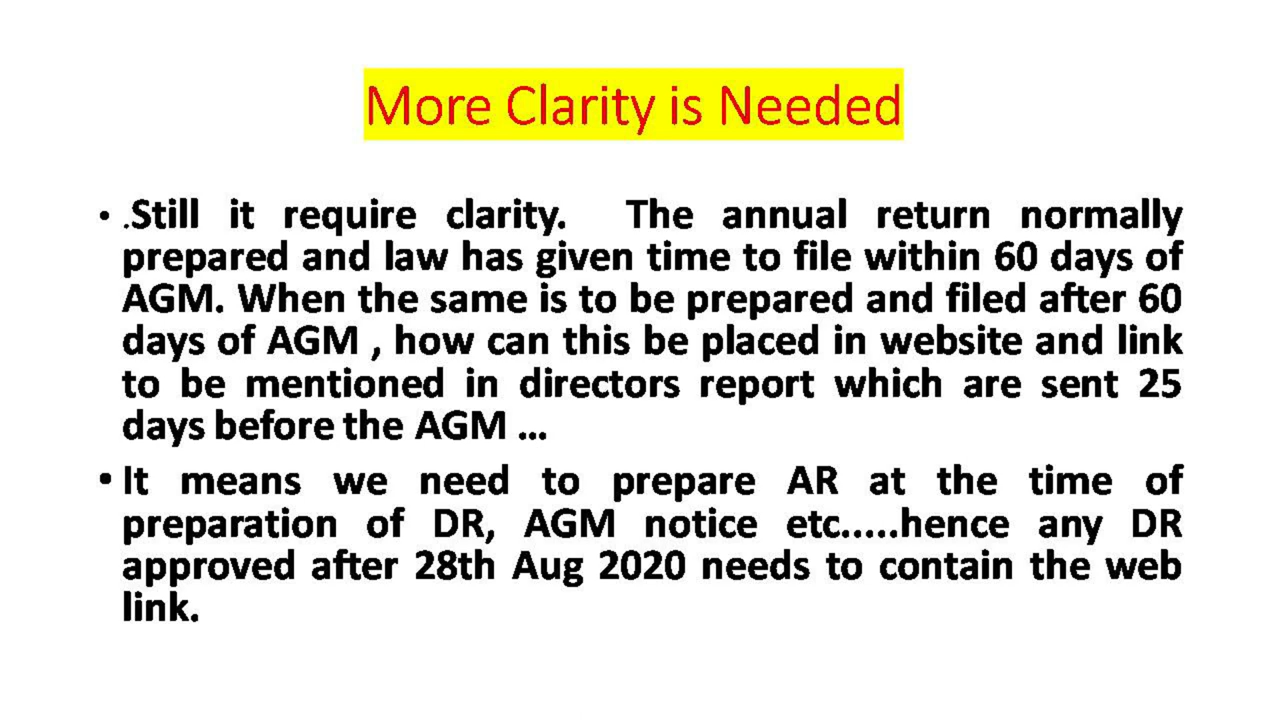 More Clarity is Needed
• .Still it require clarity. The annual return normally
prepared and law has given time to file within 60 days of
AGM. When the same is to be prepared and filed after 60
days of AGM , how can this be placed in website and link
to be mentioned in directors report which are sent 25
days before the AGM ...
• It means we need to prepare AR at the time of
preparation of DR, AGM notice etc.....hence any DR
approved after 28th Aug 2020 needs to contain the web
link.